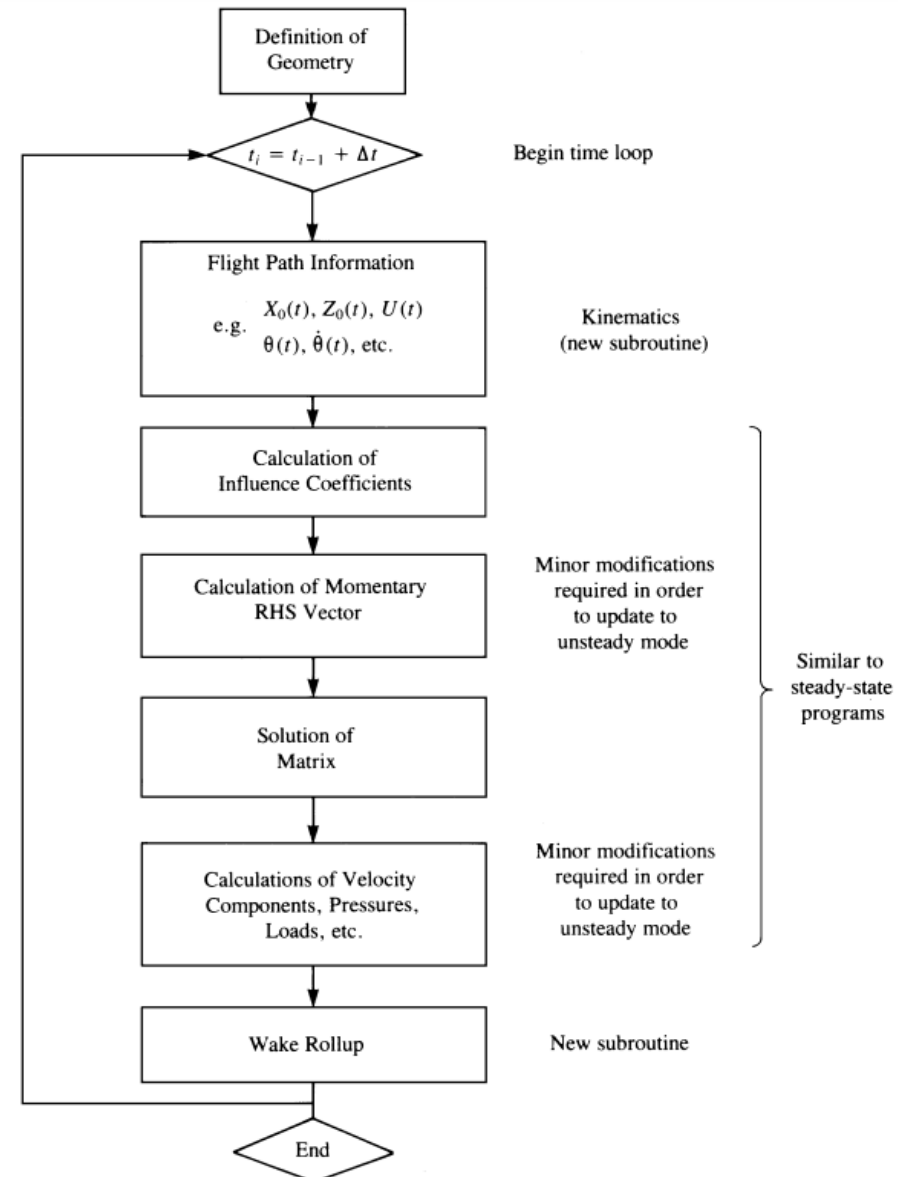 Definition of
Geometry
t_i = t_{i-1} + Δt
Begin time loop
Flight Path Information
e.g. X_0(t), Z_0(t), U(t)
θ(t), θ̇(t), etc.
Kinematics
(new subroutine)
Calculation of
Influence Coefficients
Calculation of Momentary
RHS Vector
Minor modifications
required in order
to update to
unsteady mode
Similar to
steady-state
programs
Solution of
Matrix
Calculations of Velocity
Components, Pressures,
Loads, etc.
Minor modifications
required in order
to update to
unsteady mode
Wake Rollup
New subroutine
End